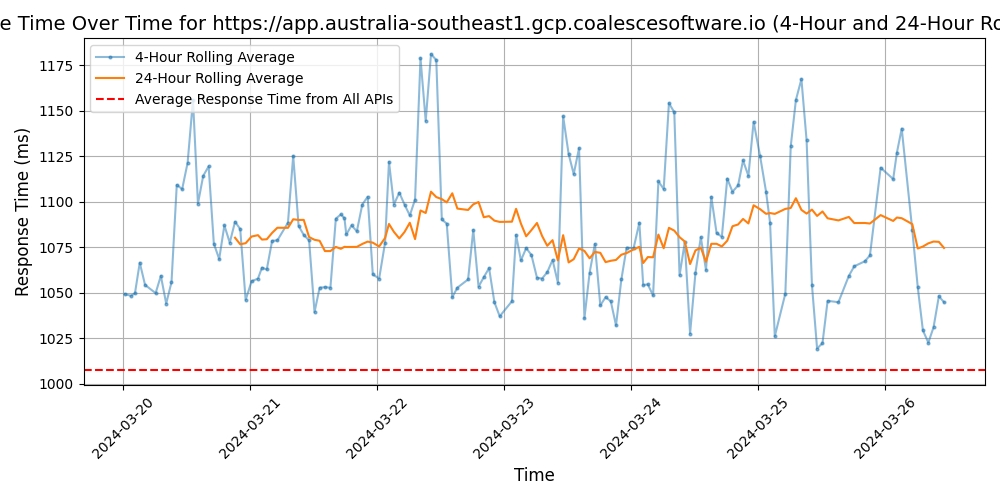 e Time Over Time for https://app.australia-southeast1.gcp.coalescesoftware.io (4-Hour and 24-Hour Ro
4-Hour Rolling Average
24-Hour Rolling Average
Average Response Time from All APIs
Response Time (ms)
1175
1150
1125
1100
1075
1050
1025
1000
2024-03-20
2024-03-21
2024-03-22
2024-03-23
2024-03-24
2024-03-25
2024-03-26
Time